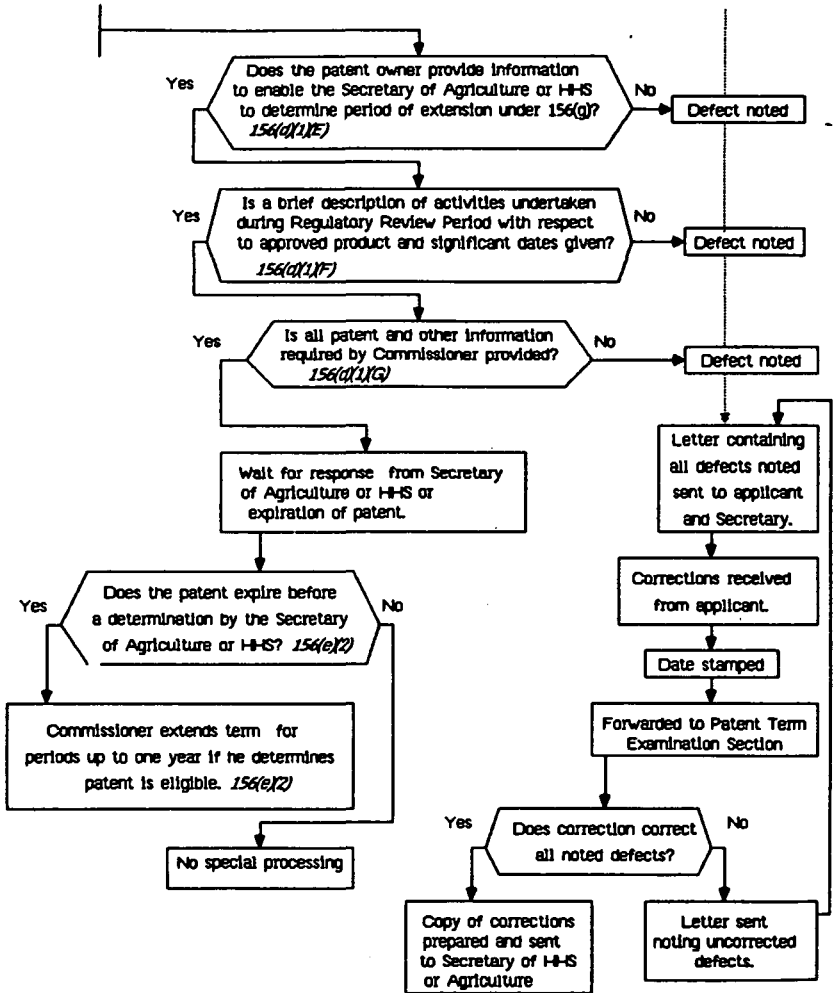 Does the patent owner provide information
to enable the Secretary of Agriculture or HHS
to determine period of extension under 156(g)?
156(d)(1)(E)
Yes
No
Defect noted
Is a brief description of activities undertaken
during Regulatory Review Period with respect
to approved product and significant dates given?
156(d)(1)(F)
Yes
No
Defect noted
Is all patent and other information
required by Commissioner provided?
156(d)(1)(G)
Yes
No
Defect noted
Wait for response from Secretary
of Agriculture or HHS or
expiration of patent.
Does the patent expire before
a determination by the Secretary
of Agriculture or HHS? 156(e)(2)
Yes
No
Commissioner extends term for
periods up to one year if he determines
patent is eligible. 156(e)(2)
No special processing
Letter containing
all defects noted
sent to applicant
and Secretary.
Corrections received
from applicant.
Date stamped
Forwarded to Patent Term
Examination Section
Does correction correct
all noted defects?
Yes
No
Copy of corrections
prepared and sent
to Secretary of HHS
or Agriculture
Letter sent
noting uncorrected
defects.